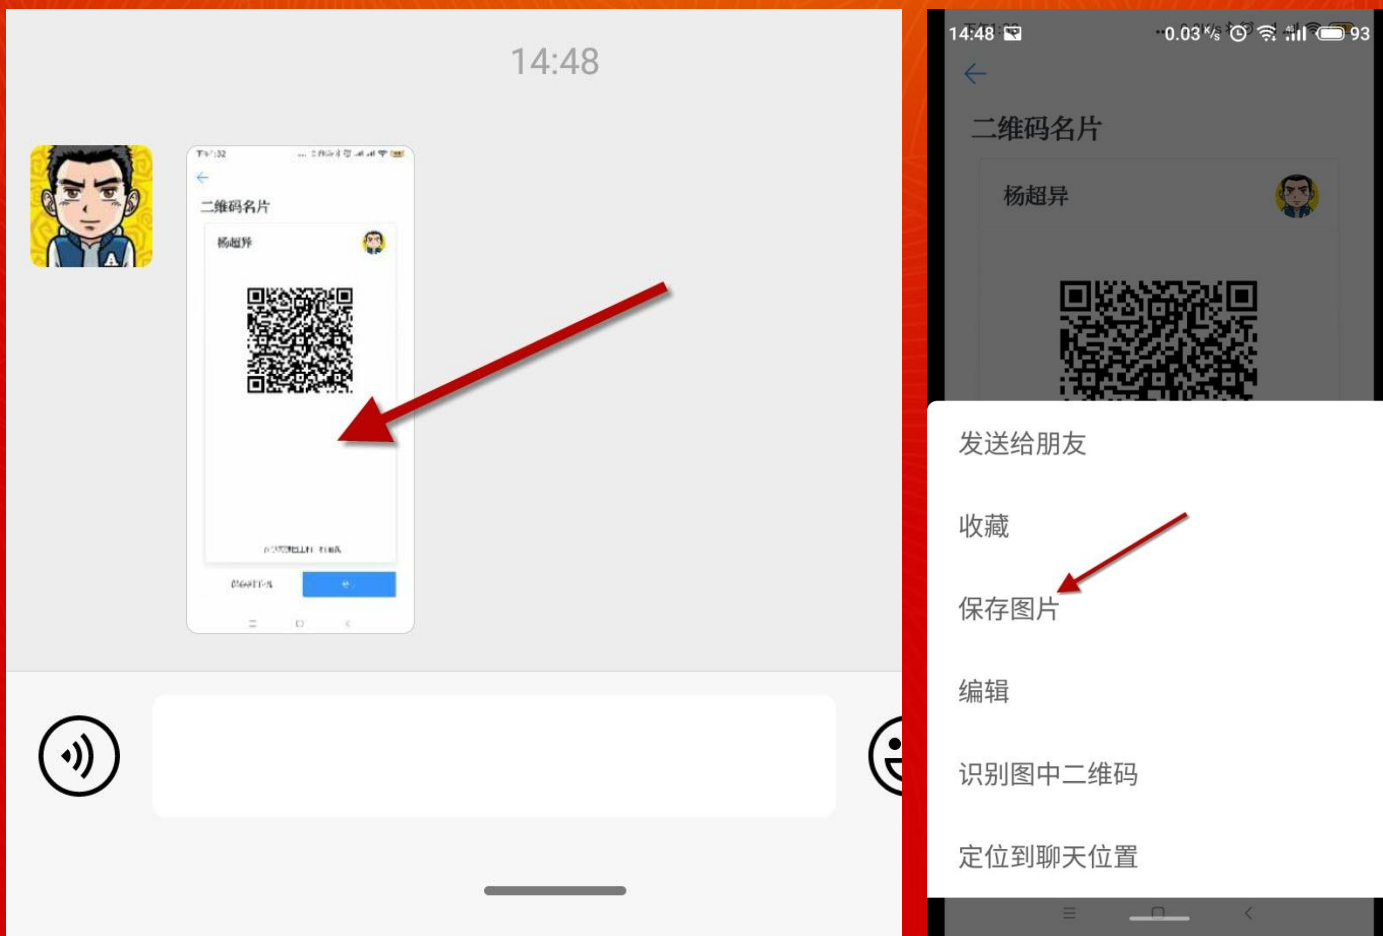 14:48
二维码名片
杨超异
14:48
0.03 K/s
93
二维码名片
杨超异
发送给朋友
收藏
保存图片
编辑
识别图中二维码
定位到聊天位置